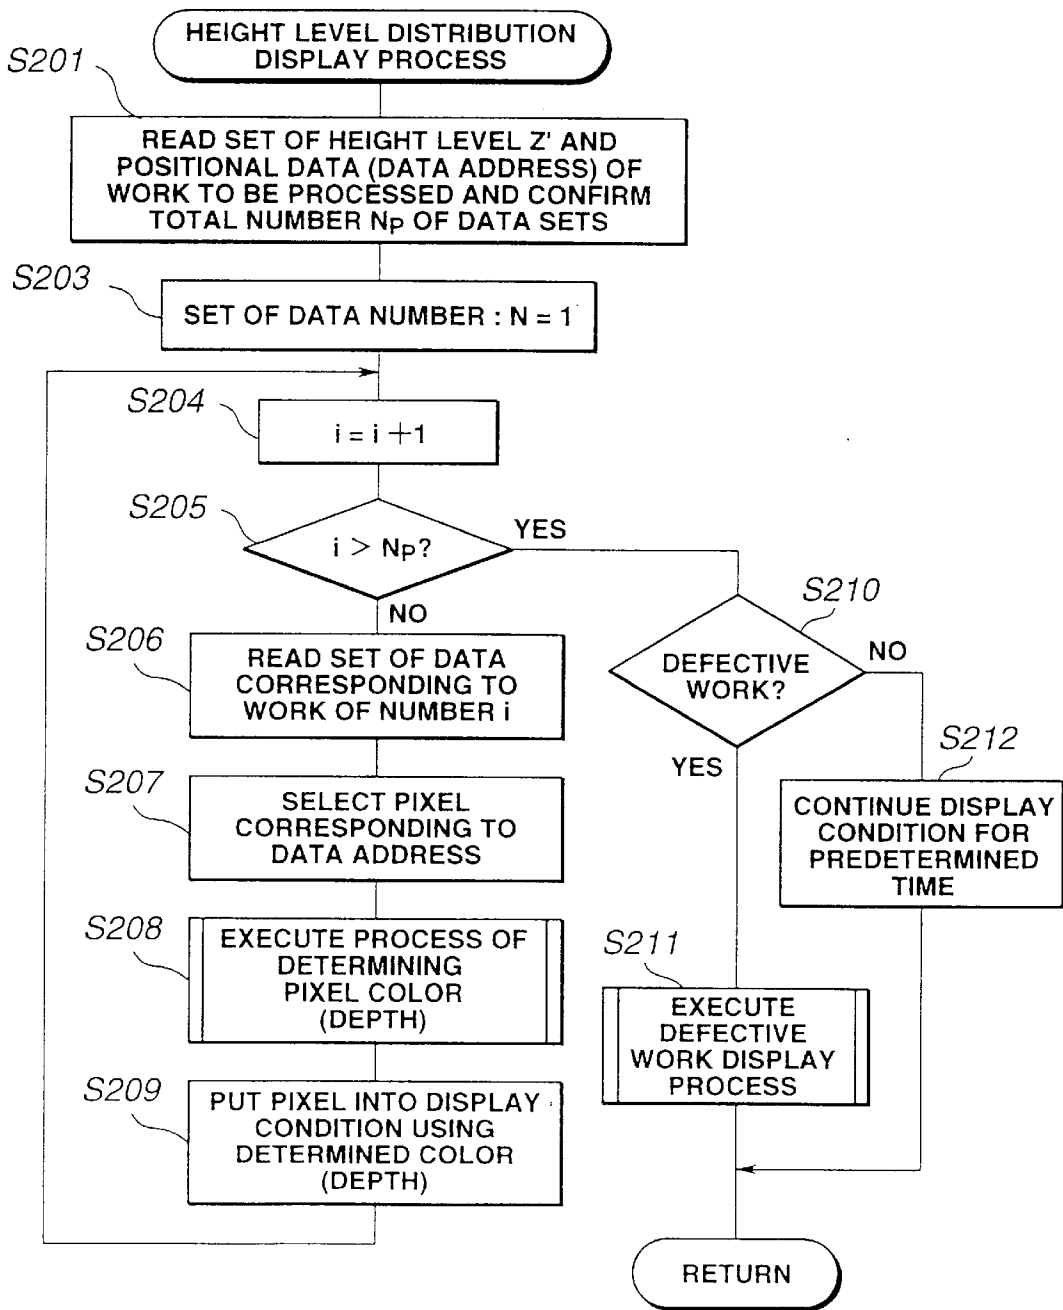 HEIGHT LEVEL DISTRIBUTION
DISPLAY PROCESS
S201
READ SET OF HEIGHT LEVEL Z' AND
POSITIONAL DATA (DATA ADDRESS) OF
WORK TO BE PROCESSED AND CONFIRM
TOTAL NUMBER NP OF DATA SETS
S203
SET OF DATA NUMBER : N = 1
S204
i = i +1
S205
i > NP?
YES
NO
S206
READ SET OF DATA
CORRESPONDING TO
WORK OF NUMBER i
S207
SELECT PIXEL
CORRESPONDING TO
DATA ADDRESS
S208
EXECUTE PROCESS OF
DETERMINING
PIXEL COLOR
(DEPTH)
S209
PUT PIXEL INTO DISPLAY
CONDITION USING
DETERMINED COLOR
(DEPTH)
S210
DEFECTIVE
WORK?
NO
YES
S212
CONTINUE DISPLAY
CONDITION FOR
PREDETERMINED
TIME
S211
EXECUTE
DEFECTIVE
WORK DISPLAY
PROCESS
RETURN